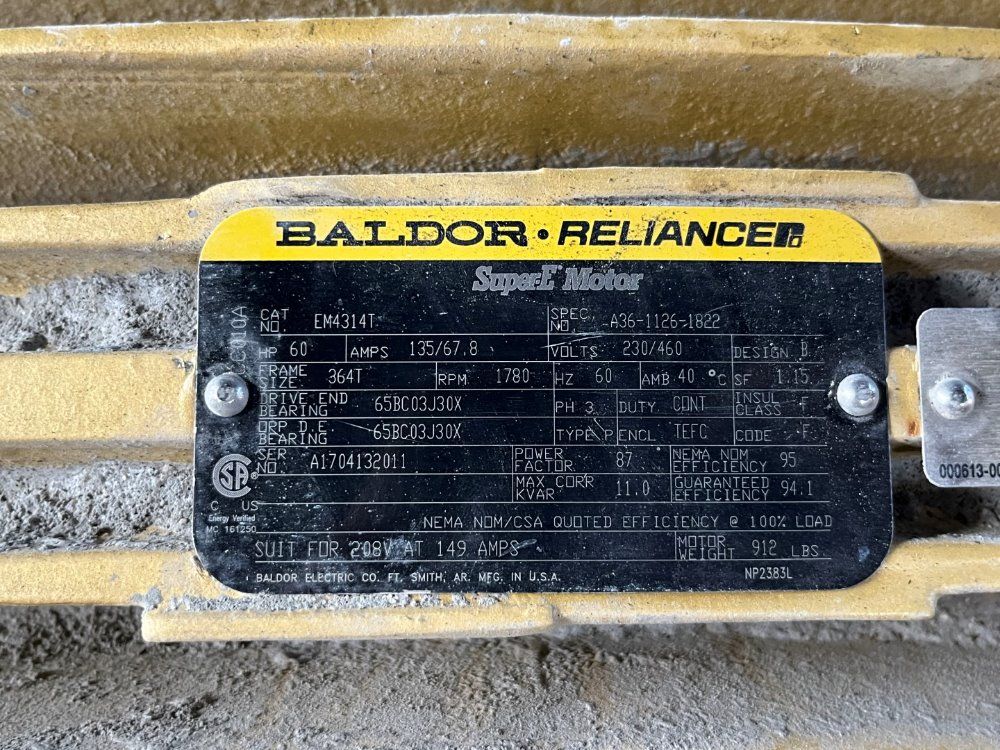 BALDOR • RELIANCE
Super-E Motor
CAT NO. EM4314T SPEC NO. A36-1126-1822
HP 60 AMPS 135/67.8 VOLTS 230/460 DESIGN B
FRAME SIZE 364T RPM 1780 HZ 60 AMB 40 °C SF 1.15
DRIVE END BEARING 65BC03J30X PH 3 DUTY CONT INSUL CLASS F
OPP D.E. BEARING 65BC03J30X TYPE P ENCL TEFC CODE F
SER NO. A1704132011 POWER FACTOR 87 NEMA NOM EFFICIENCY 95
MAX CORR KVAR 11.0 GUARANTEED EFFICIENCY 94.1
SA ®
C US
Energy Verified
MC 161250
NEMA NOM/CSA QUOTED EFFICIENCY @ 100% LOAD
SUIT FOR 208V AT 149 AMPS MOTOR WEIGHT 912 LBS
BALDOR ELECTRIC CO. FT. SMITH, AR. MFG. IN U.S.A. NP2383L